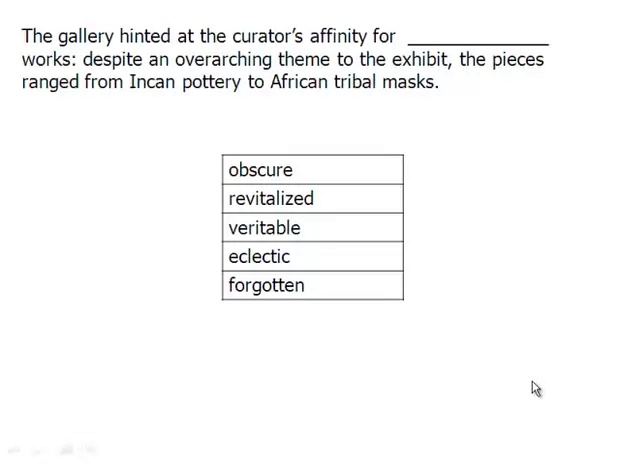 The gallery hinted at the curator’s affinity for _______________
works: despite an overarching theme to the exhibit, the pieces
ranged from Incan pottery to African tribal masks.
obscure
revitalized
veritable
eclectic
forgotten